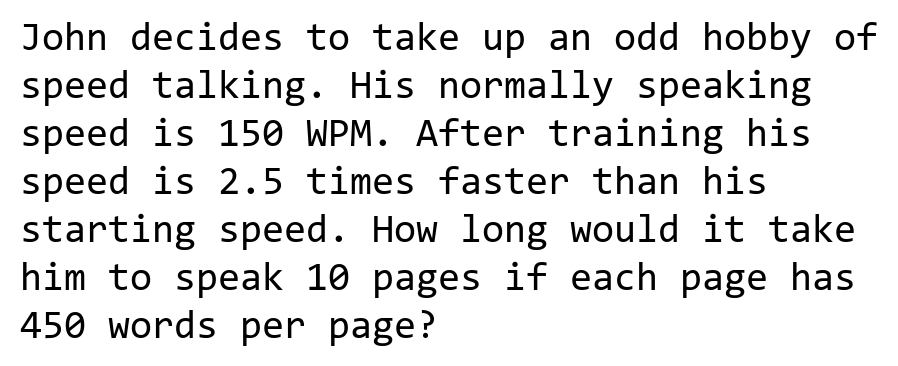 John decides to take up an odd hobby of
speed talking. His normally speaking
speed is 150 WPM. After training his
speed is 2.5 times faster than his
starting speed. How long would it take
him to speak 10 pages if each page has
450 words per page?